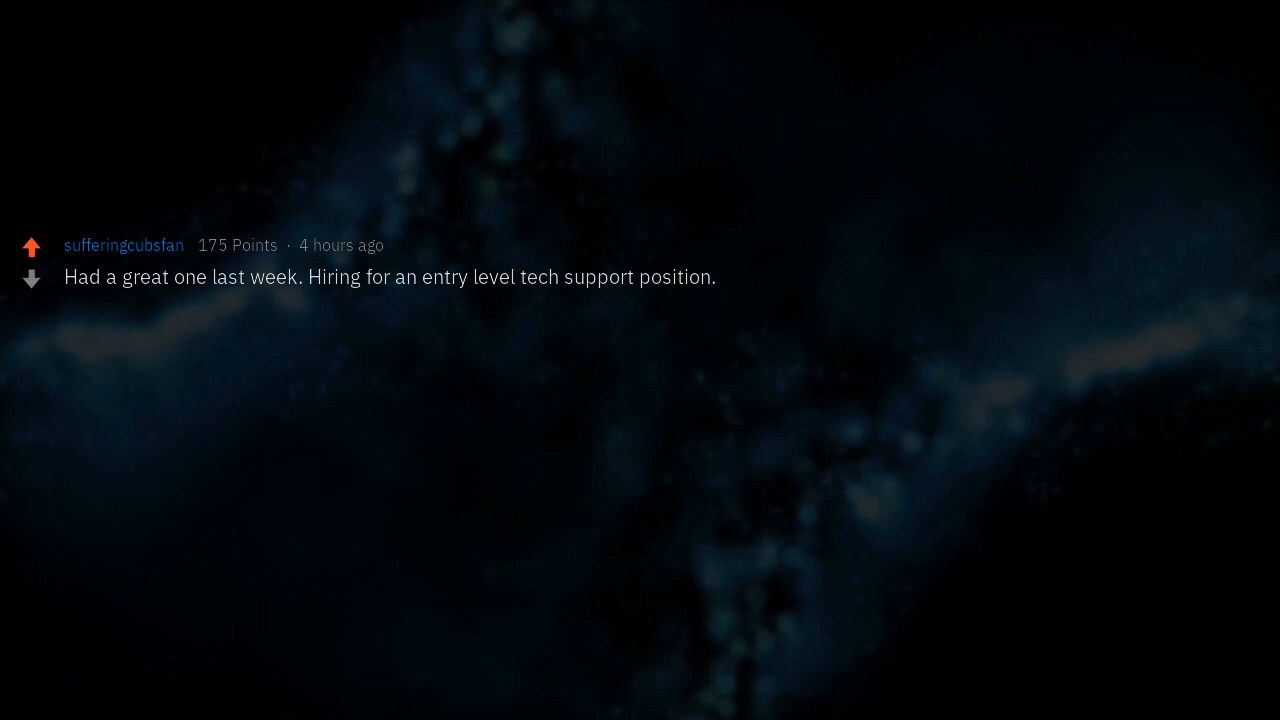 sufferingcubsfan 175 Points · 4 hours ago
Had a great one last week. Hiring for an entry level tech support position.